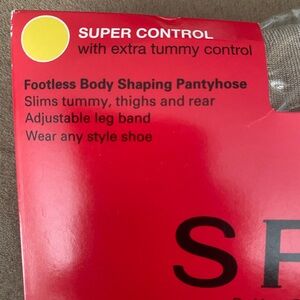 SUPER CONTROL
with extra tummy control
Footless Body Shaping Pantyhose
Slims tummy, thighs and rear
Adjustable leg band
Wear any style shoe
S